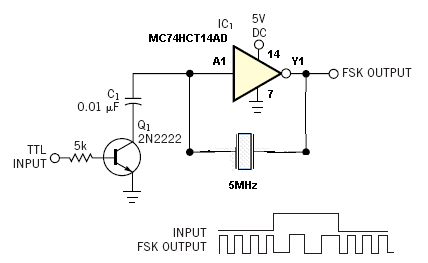 IC1
5V
DC
MC74HCT14AD
14
A1
Y1
FSK OUTPUT
7
C1
0.01 µF
Q1
2N2222
5k
TTL
INPUT
5MHz
INPUT
FSK OUTPUT